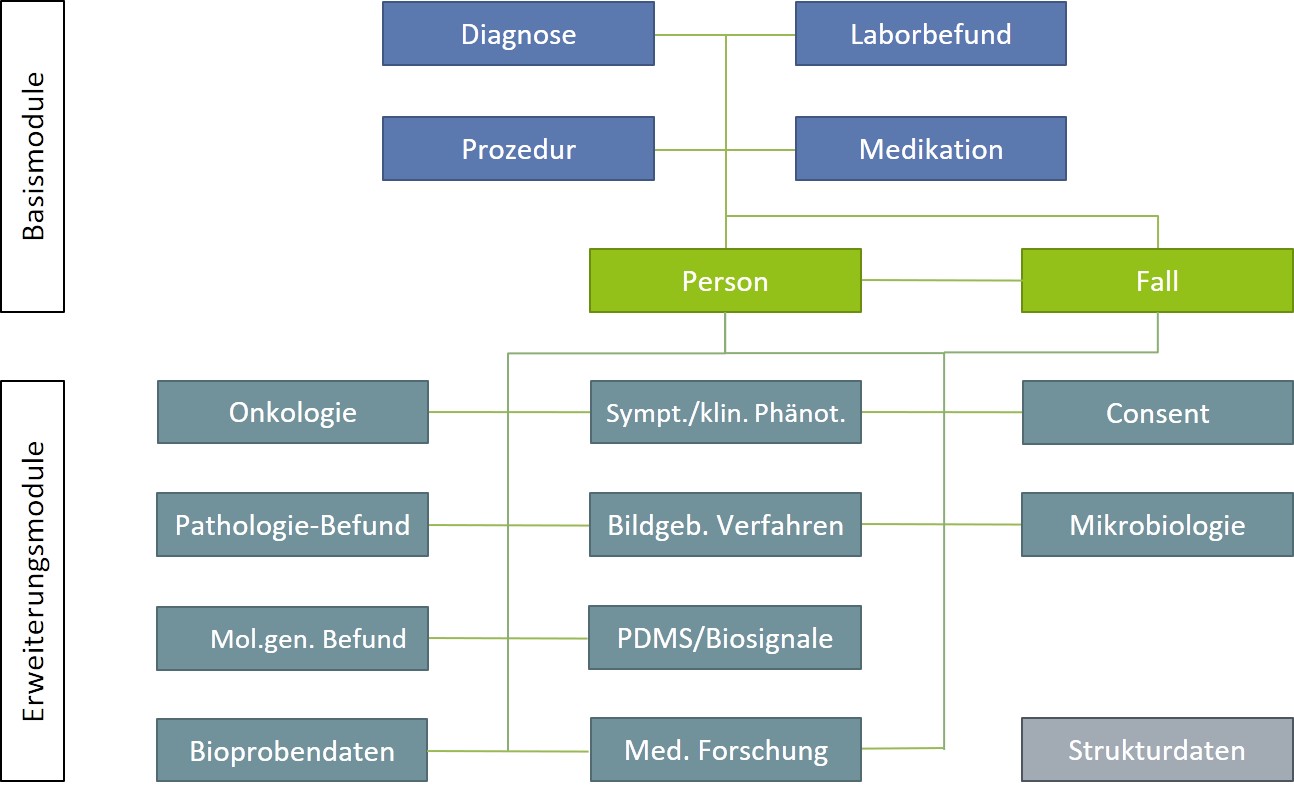 Basismodule
Diagnose
Laborbefund
Prozedur
Medikation
Person
Fall
Erweiterungsmodule
Onkologie
Sympt./klin. Phänot.
Consent
Pathologie-Befund
Bildgeb. Verfahren
Mikrobiologie
Mol.gen. Befund
PDMS/Biosignale
Bioprobendaten
Med. Forschung
Strukturdaten